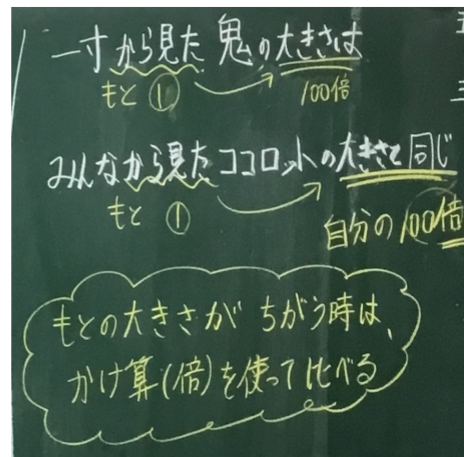 一寸から見た 鬼の大きさは
もと① 100倍
みんなから見たココロットの大きさと同じ
もと① 自分の100倍
もとの大きさが ちがう時は、
かけ算(倍)を使って比べる